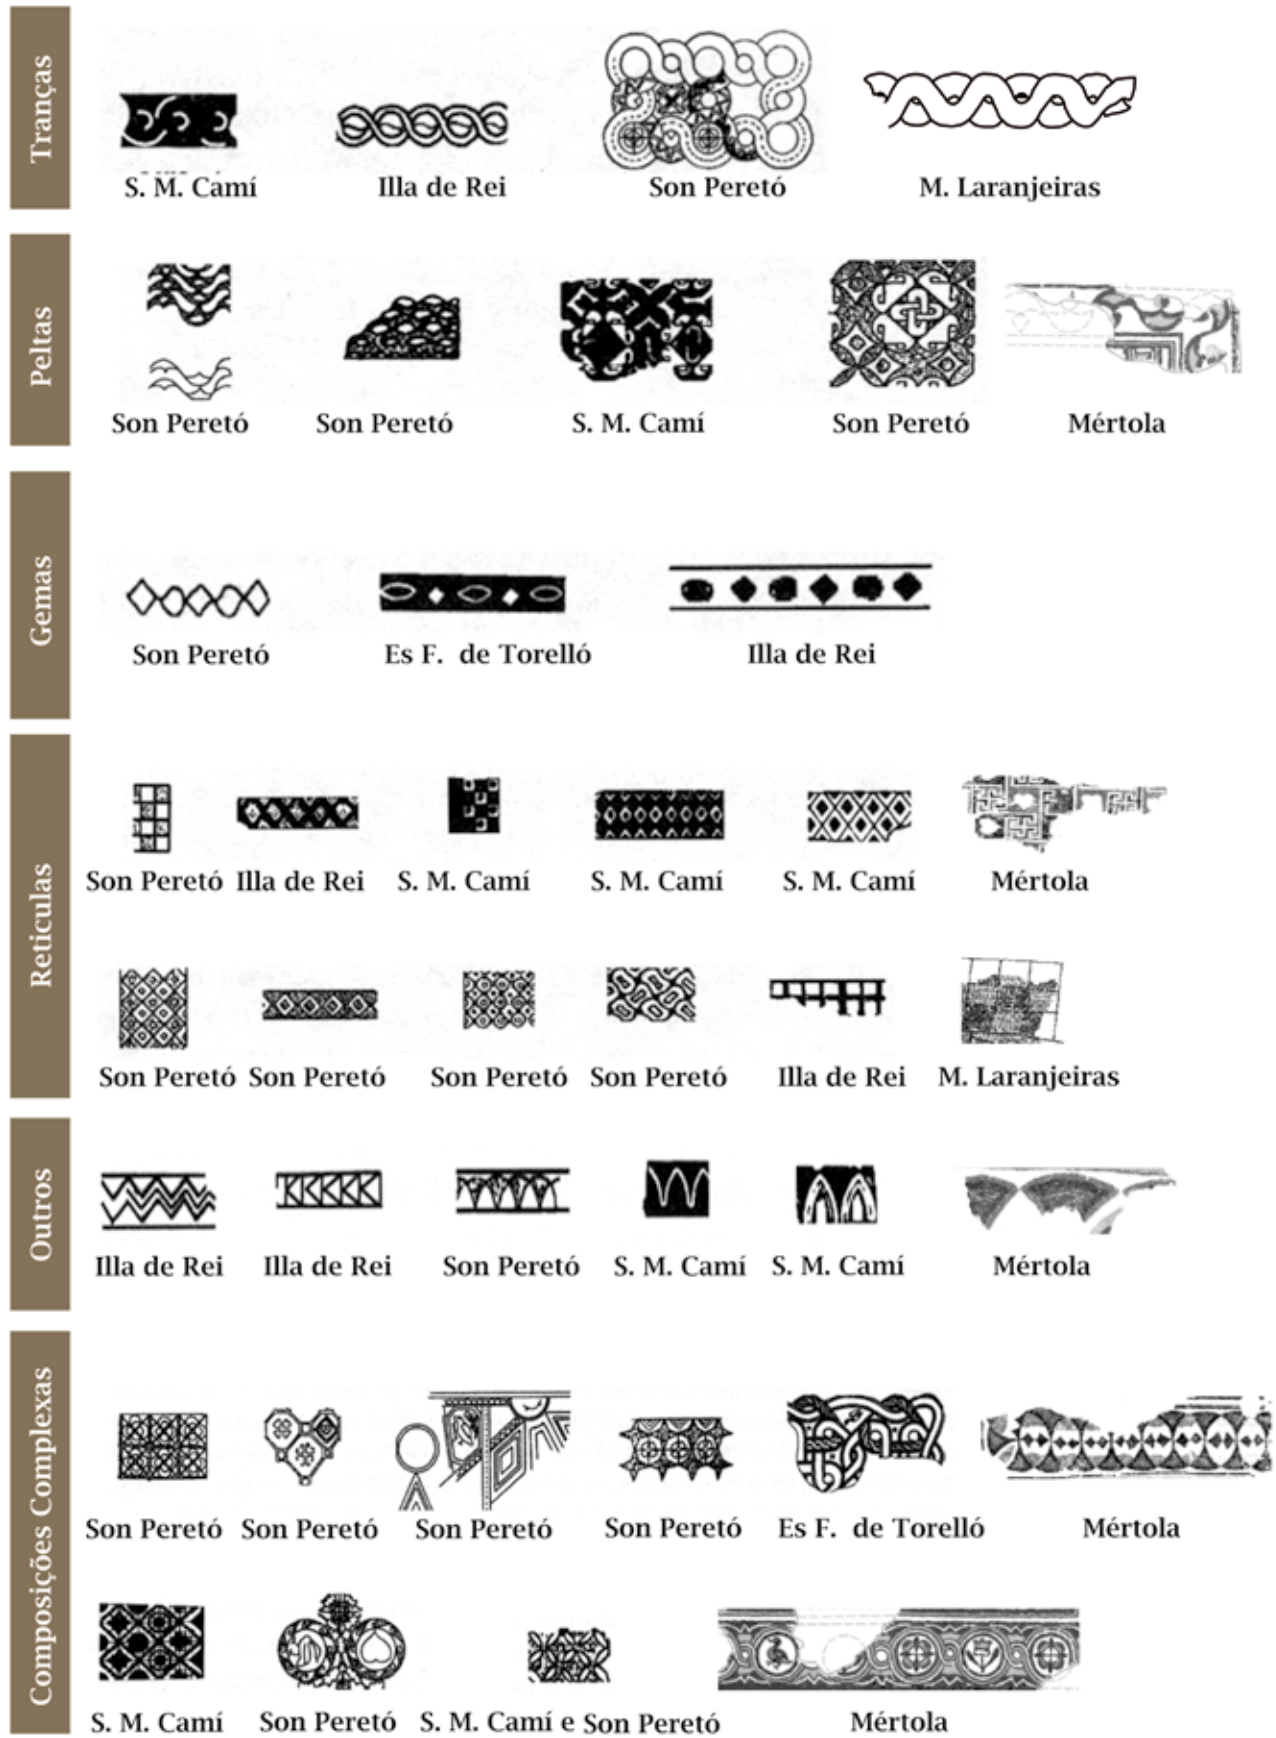 Tranças
S. M. Camí
Illa de Rei
Son Peretó
M. Laranjeiras
Peltas
Son Peretó
Son Peretó
S. M. Camí
Son Peretó
Mértola
Gemas
Son Peretó
Es F. de Torelló
Illa de Rei
Reticulas
Son Peretó
Illa de Rei
S. M. Camí
S. M. Camí
S. M. Camí
Mértola
Son Peretó
Son Peretó
Son Peretó
Son Peretó
Illa de Rei
M. Laranjeiras
Outros
Illa de Rei
Illa de Rei
Son Peretó
S. M. Camí
S. M. Camí
Mértola
Composições Complexas
Son Peretó
Son Peretó
Son Peretó
Son Peretó
Es F. de Torelló
Mértola
S. M. Camí
Son Peretó
S. M. Camí e Son Peretó
Mértola